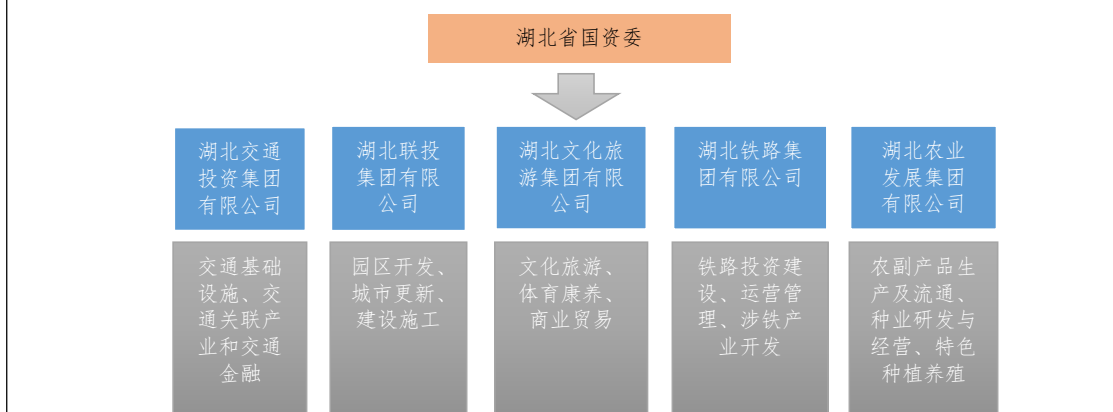 湖北省国资委
湖北交通
投资集团
有限公司
湖北联投
集团有限
公司
湖北文化旅
游集团有限
公司
湖北铁路集
团有限公司
湖北农业
发展集团
有限公司
交通基础
设施、交
通关联产
业和交通
金融
园区开发、
城市更新、
建设施工
文化旅游、
体育康养、
商业贸易
铁路投资建
设、运营管
理、涉铁产
业开发
农副产品生
产及流通、
种业研发与
经营、特色
种植养殖